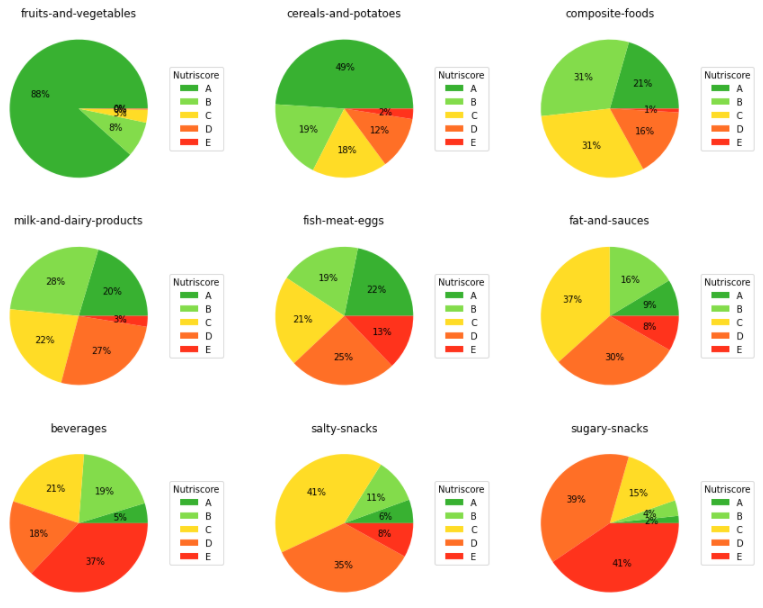 fruits-and-vegetables
88%
8%
3%
0%
Nutriscore
A
B
C
D
E
cereals-and-potatoes
49%
19%
18%
12%
2%
Nutriscore
A
B
C
D
E
composite-foods
21%
31%
31%
16%
1%
Nutriscore
A
B
C
D
E
milk-and-dairy-products
20%
28%
22%
27%
3%
Nutriscore
A
B
C
D
E
fish-meat-eggs
22%
19%
21%
25%
13%
Nutriscore
A
B
C
D
E
fat-and-sauces
9%
16%
37%
30%
8%
Nutriscore
A
B
C
D
E
beverages
5%
19%
21%
18%
37%
Nutriscore
A
B
C
D
E
salty-snacks
6%
11%
41%
35%
8%
Nutriscore
A
B
C
D
E
sugary-snacks
2%
4%
15%
39%
41%
Nutriscore
A
B
C
D
E